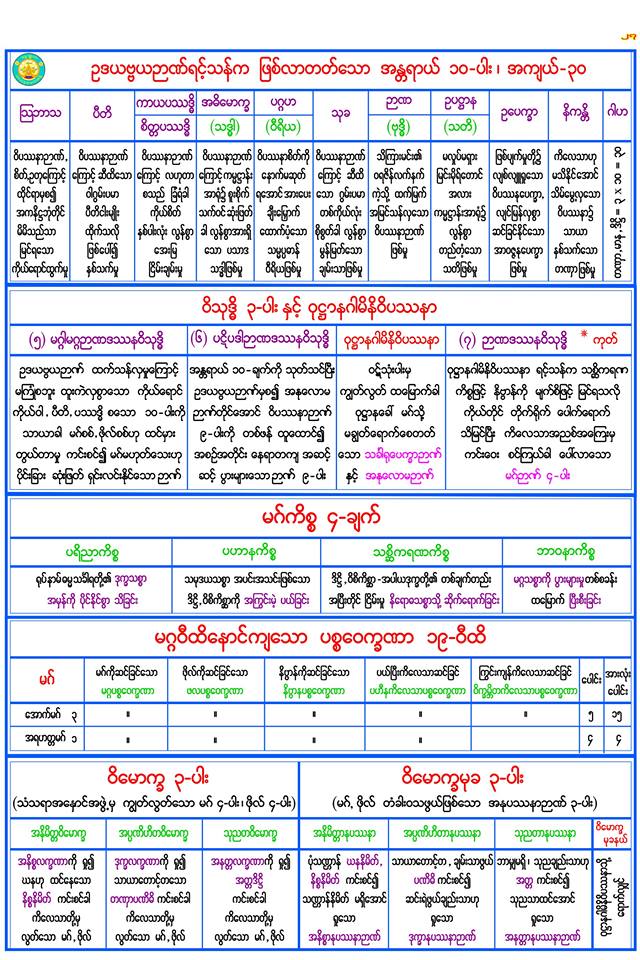 ၂၅
ဥဒယဗ္ဗယဉာဏ်ရင့်သန်က ဖြစ်လာတတ်သော အန္တရာယ် ၁၀-ပါး၊ အကျယ်-၃၀
ဩဘာသ
ပီတိ
ကာယပဿဒ္ဓိ
စိတ္တပဿဒ္ဓိ
အဓိမောက္ခ
(သဒ္ဓါ)
ပဂ္ဂဟ
(ဝီရိယ)
သုခ
ဉာဏ
(ဗုဒ္ဓိ)
ဥပဋ္ဌာန
(သတိ)
ဥပေက္ခာ
နိကန္တိ
ဂါဟ
ဝိပဿနာဉာဏ်,
စိတ်,ဥတုကြောင့်
ထိုင်ရာမှစ၍
အကနိဋ္ဌဘုံတိုင်
မိမိသည်သာ
မြင်ရသော
ကိုယ်ရောင်ထွက်မှု
ဝိပဿနာဉာဏ်
ကြောင့် ဆီထိသော
ဝါဂွမ်းပမာ
ပီတိငါးမျိုး
ထိုက်သလို
ဖြစ်ပေါ်၍
နှစ်သက်မှု
ဝိပဿနာဉာဏ်
ကြောင့် လဟုတာ
စသည် ခြံရံခါ
ကိုယ်စိတ်
နှစ်ပါးလုံး လွန်စွာ
အေးမြ
ငြိမ်းချမ်းမှု
ဝိပဿနာဉာဏ်
ကြောင့် ကမ္မဋ္ဌာန်း
အာရုံ၌ စူးစိုက်
သက်ဝင် ဆုံးဖြတ်
ခါ လွန်စွာအားရှိ
သော ယောဒ
သဒ္ဓါဖြစ်မှု
ဝိပဿနာစိတ်ကို
နောက်မဆုတ်
ရအောင် အားပေး
ချီးမြှောက်
ထောက်ပံ့သော
သမ္မပ္ပဓာန်
ဝီရိယဖြစ်မှု
ဝိပဿနာဉာဏ်
ကြောင့် ဆီထိ
သော ဂွမ်းပမာ
တစ်ကိုယ်လုံး
စိုစွတ်ခါ လွန်စွာ
မွန်မြတ်သော
ချမ်းသာဖြစ်မှု
သိကြားမင်း၏
ဝရဇိန်လက်နက်
ကဲ့သို့ ထက်မြက်
အမြင်သန်လှသော
ဝိပဿနာဉာဏ်
ဖြစ်မှု
မလှုပ်မရှား
မြင်းမိုရ်တောင်
အလား
ကမ္မဋ္ဌာန်းအာရုံ၌
လွန်စွာ
တည်တံ့သော
သတိဖြစ်မှု
ဖြစ်ပျက်မှုတို့၌
လျစ်လျူရှုသော
ဝိပဿနုပေက္ခာ,
လျင်မြန်လှစွာ
ဆင်ခြင်နိုင်သော
အာဝဇ္ဇနုပေက္ခာ
ဖြစ်မှု
ကိလေသာဟု
မသိနိုင်အောင်
သိမ်မွေ့လှသော
ဝိပဿနာ၌
သာယာ
နှစ်သက်သော
တဏှာဖြစ်မှု
ဝိသုဒ္ဓိ ၃-ပါး နှင့် ဝုဋ္ဌာနဂါမိနိဝိပဿနာ
(၅) မဂ္ဂါမဂ္ဂဉာဏဒဿနဝိသုဒ္ဓိ
(၆) ပဋိပဒါဉာဏဒဿနဝိသုဒ္ဓိ
ဝုဋ္ဌာနဂါမိနိဝိပဿနာ
(၇) ဉာဏဒဿနဝိသုဒ္ဓိ * ကုတ်
ဥဒယဗ္ဗယဉာဏ် ထက်သန်လှမှုကြောင့်
မကြုံစဖူး ထူးကဲလှစွာသော ကိုယ်ရောင်
ကိုယ်ဝါ, ပီတိ, ပဿဒ္ဓိ စသော ၁၀-ပါးကို
သာယာခါ မဂ်စစ်, ဖိုလ်စစ်ဟု ထင်မှား
တွယ်တာမှု ကင်းစင်၍ မဂ်မဟုတ်သေးဟု
ပိုင်းခြား ဆုံးဖြတ် ရှင်းလင်းနိုင်သော ဉာဏ်
အန္တရာယ် ၁၀-ချက်ကို သုတ်သင်ပြီး
ဥဒယဗ္ဗယဉာဏ်မှစ၍ အနုလောမ
ဉာဏ်တိုင်အောင် ဝိပဿနာဉာဏ်
၉-ပါးကို တစ်ဖန် ထူထောင်၍
အစဉ်အတိုင်း နေရာတကျ အဆင့်
ဆင့် ပွားများသော ဉာဏ် ၉-ပါး
ဝဋ်သုံးပါးမှ
ကျွတ်လွတ် ထမြောက်ခါ
ဝုဋ္ဌာနခေါ် မဂ်သို့
မချွတ်ရောက်စေတတ်
သော သင်္ခါရုပေက္ခာဉာဏ်
နှင့် အနုလောမဉာဏ်
ဝုဋ္ဌာနဂါမိနိဝိပဿနာ ရင့်သန်က သစ္ဆိကရဏ
ကိစ္စဖြင့် နိဗ္ဗာန်ကို မျက်စိဖြင့် မြင်ရသလို
ကိုယ်တိုင် တိုက်ရိုက် ပေါက်ရောက်
သိမြင်ပြီး ကိလေသာအညစ်အကြေးမှ
ကင်းဝေး စင်ကြယ်ခါ ပေါ်လာသော
မဂ်ဉာဏ် ၄-ပါး
မဂ်ကိစ္စ ၄-ချက်
ပရိညာကိစ္စ
ပဟာနကိစ္စ
သစ္ဆိကရဏကိစ္စ
ဘာဝနာကိစ္စ
ရုပ်နာမ်ဓမ္မသင်္ခါရတို့၏ ဒုက္ခသစ္စာ
အမှန်ကို ပိုင်နိုင်စွာ သိခြင်း
သမုဒယသစ္စာ အပင်းအသင်းဖြစ်သော
ဒိဋ္ဌိ,ဝိစိကိစ္ဆာကို အကြွင်းမဲ့ ပယ်ခြင်း
ဒိဋ္ဌိ,ဝိစိကိစ္ဆာ-အပါယဒုက္ခတို့၏ တစ်ချက်တည်း
အပြီးတိုင် ငြိမ်းမှု နိရောဓသစ္စာသို့ ဆိုက်ရောက်ခြင်း
မဂ္ဂသစ္စာကို ပွားများမှု တစ်စခန်း
ထမြောက် ပြီးစီးခြင်း
မဂ္ဂဝီထိနောင်ကျသော ပစ္စဝေက္ခဏာ ၁၉-ဝီထိ
မဂ်
မဂ်ကိုဆင်ခြင်သော
မဂ္ဂပစ္စဝေက္ခဏာ
ဖိုလ်ကိုဆင်ခြင်သော
ဖလပစ္စဝေက္ခဏာ
နိဗ္ဗာန်ကိုဆင်ခြင်သော
နိဗ္ဗာနပစ္စဝေက္ခဏာ
ပယ်ပြီးကိလေသာဆင်ခြင်
ပဟီနကိလေသာပစ္စဝေက္ခဏာ
ကြွင်းကျန်ကိလေသာဆင်ခြင်
ပေါင်း
အားလုံး
ပေါင်း
အောက်မဂ် ၃
"
"
"
"
"
၅
၁၅
အရဟတ္တမဂ် ၁
"
"
"
"
၄
၄
ဝိမောက္ခ ၃-ပါး
(သံသရာအနှောင်အဖွဲ့မှ ကျွတ်လွတ်သော မဂ် ၄-ပါး၊ဖိုလ် ၄-ပါး)
အနိမိတ္တဝိမောက္ခ
အပ္ပဏိဟိတဝိမောက္ခ
သုညတဝိမောက္ခ
အနိစ္စလက္ခဏာကို ရှု၍
ယနဟု ထင်နေသော
နိစ္စနိမိတ် ကင်းစင်ခါ
ကိလေသာတို့မှ
လွတ်သော မဂ်,ဖိုလ်
ဒုက္ခလက္ခဏာကို ရှု၍
သာယာတောင့်တသော
တဏှာပဏိဓိ ကင်းစင်ခါ
ကိလေသာတို့မှ
လွတ်သော မဂ်,ဖိုလ်
အနတ္တလက္ခဏာကို ရှု၍
အတ္တဒိဋ္ဌိ
ကင်းစင်ခါ
ကိလေသာတို့မှ
လွတ်သော မဂ်,ဖိုလ်
ဝိမောက္ခမုခ ၃-ပါး
(မဂ်, ဖိုလ် တံခါးဝသဖွယ်ဖြစ်သော အနုပဿနာဉာဏ် ၃-ပါး)
အနိမိတ္တာနုပဿနာ
အပ္ပဏိဟိတာနုပဿနာ
သုညတာနုပဿနာ
ဝိမောက္ခ
မုခနယ်
ပုံသဏ္ဌာန် ယနနိမိတ်,
နိစ္စနိမိတ် ကင်းစင်၍
သဏ္ဌာန်နိမိတ် မရှိအောင်
ရှုသော
အနိစ္စာနုပဿနာဉာဏ်
သာယာတောင့်တ, ချမ်းသာဖွယ်
ပဏိဓိ ကင်းစင်၍
ဆင်းရဲဖွယ်ချည်းသာဟု
ရှုသော
ဒုက္ခာနုပဿနာဉာဏ်
ဘာမျှမရှိ ၊ သုညချည်းသာဟု
အတ္တ ကင်းစင်၍
သုညသာထင်အောင်
ရှုသော
အနတ္တာနုပဿနာဉာဏ်